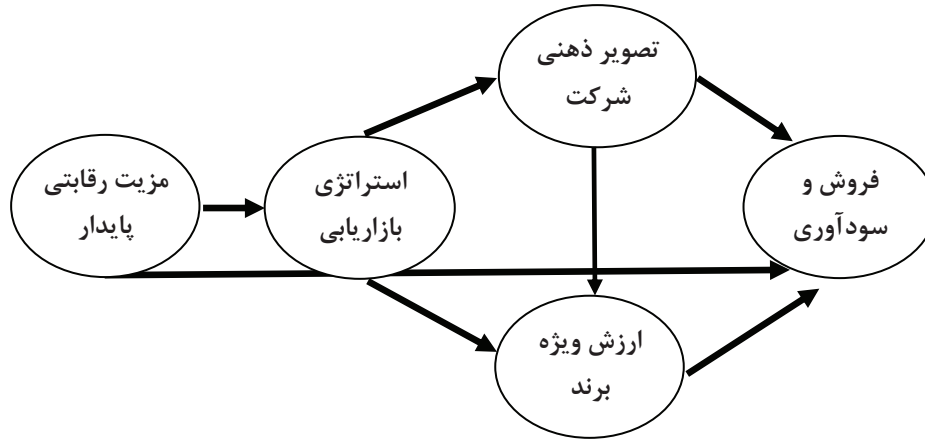 تصویر ذهنی
شرکت
مزیت رقابتی
پایدار
استراتژی
بازاریابی
فروش و
سودآوری
ارزش ویژه
برند